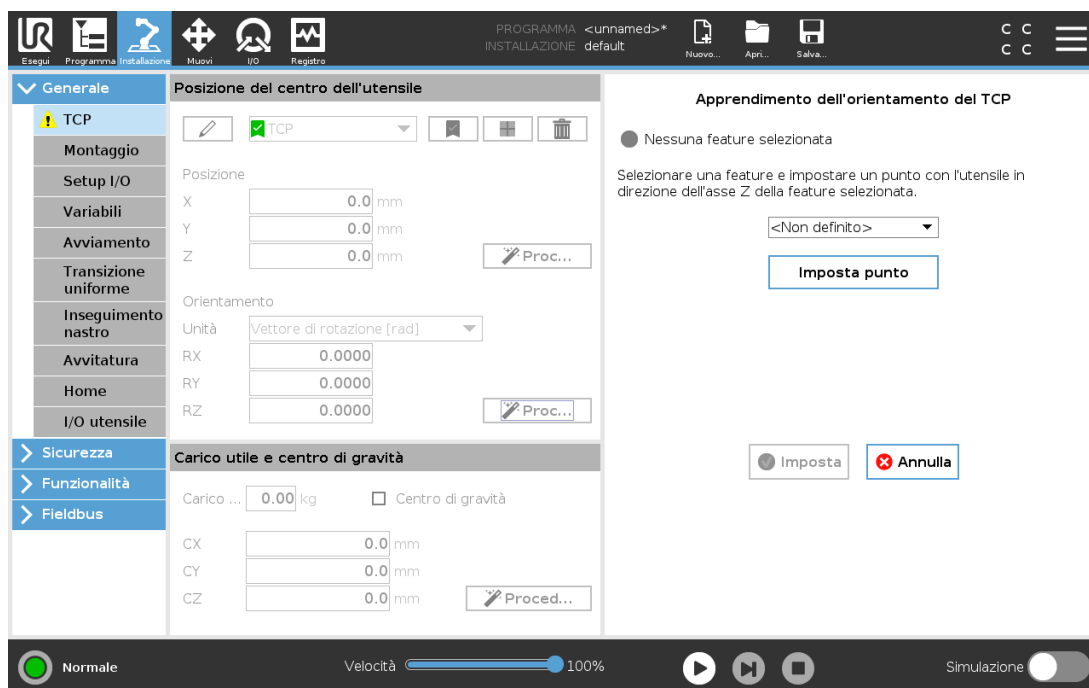 UR
Esegui
Programma
Installazione
Muovi
I/O
Registro
PROGRAMMA <unnamed>*
INSTALLAZIONE default
Nuovo...
Apri...
Salva...
C C
C C
Generale
TCP
Montaggio
Setup I/O
Variabili
Avviamento
Transizione
uniforme
Inseguimento
nastro
Avvitatura
Home
I/O utensile
Sicurezza
Funzionalità
Fieldbus
Posizione del centro dell'utensile
TCP
Posizione
X 0.0 mm
Y 0.0 mm
Z 0.0 mm
Proc...
Orientamento
Unità Vettore di rotazione [rad]
RX 0.0000
RY 0.0000
RZ 0.0000
Proc...
Carico utile e centro di gravità
Carico ... 0.00 kg Centro di gravità
CX 0.0 mm
CY 0.0 mm
CZ 0.0 mm
Proced...
Apprendimento dell'orientamento del TCP
Nessuna feature selezionata
Selezionare una feature e impostare un punto con l'utensile in
direzione dell'asse Z della feature selezionata.
<Non definito>
Imposta punto
Imposta
Annulla
Normale
Velocità 100%
Simulazione